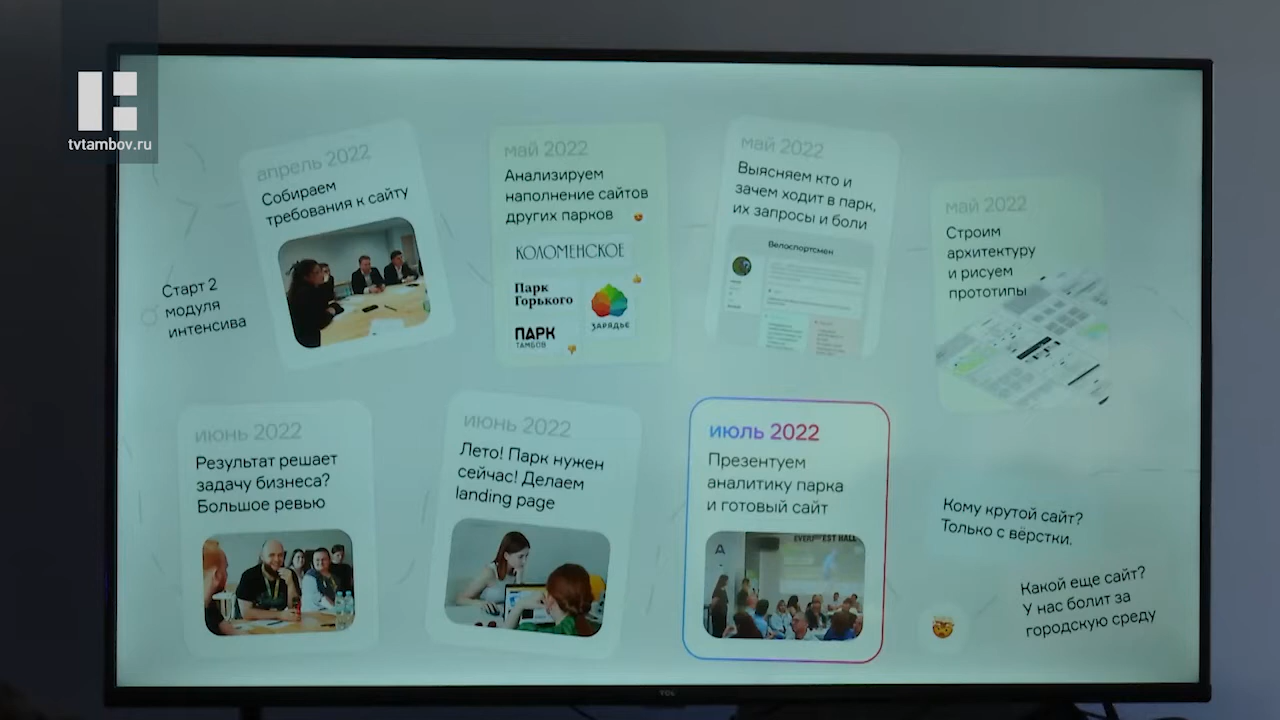 tvtambov.ru
Старт 2
модуля
интенсива
апрель 2022
Собираем
требования к сайту
май 2022
Анализируем
наполнение сайтов
других парков
КОЛОМЕНСКОЕ
Парк
Горького
ЗАРЯДЬЕ
ПАРК
ТАМБОВ
май 2022
Выясняем кто и
зачем ходит в парк,
их запросы и боли
Велоспортсмен
май 2022
Строим
архитектуру
и рисуем
прототипы
июнь 2022
Результат решает
задачу бизнеса?
Большое ревью
июнь 2022
Лето! Парк нужен
сейчас! Делаем
landing page
июль 2022
Презентуем
аналитику парка
и готовый сайт
Кому крутой сайт?
Только с вёрстки.
Какой еще сайт?
У нас болит за
городскую среду
TCL